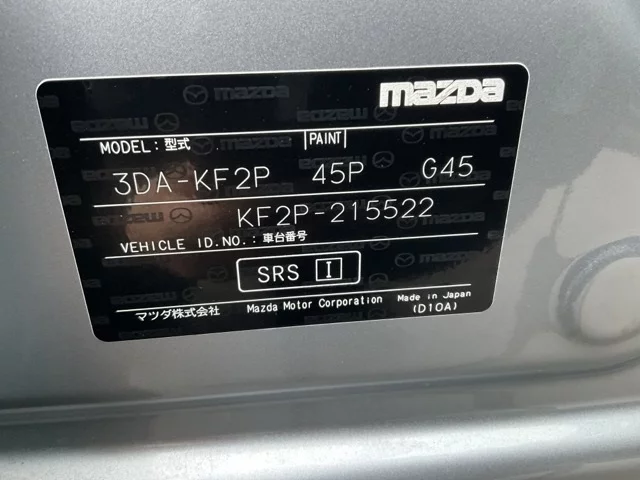 mazda
MODEL: 型式 PAINT
3DA-KF2P 45P G45
KF2P-215522
VEHICLE ID.NO.: 車台番号
SRS I
マツダ株式会社 Mazda Motor Corporation Made in Japan
(D10A)